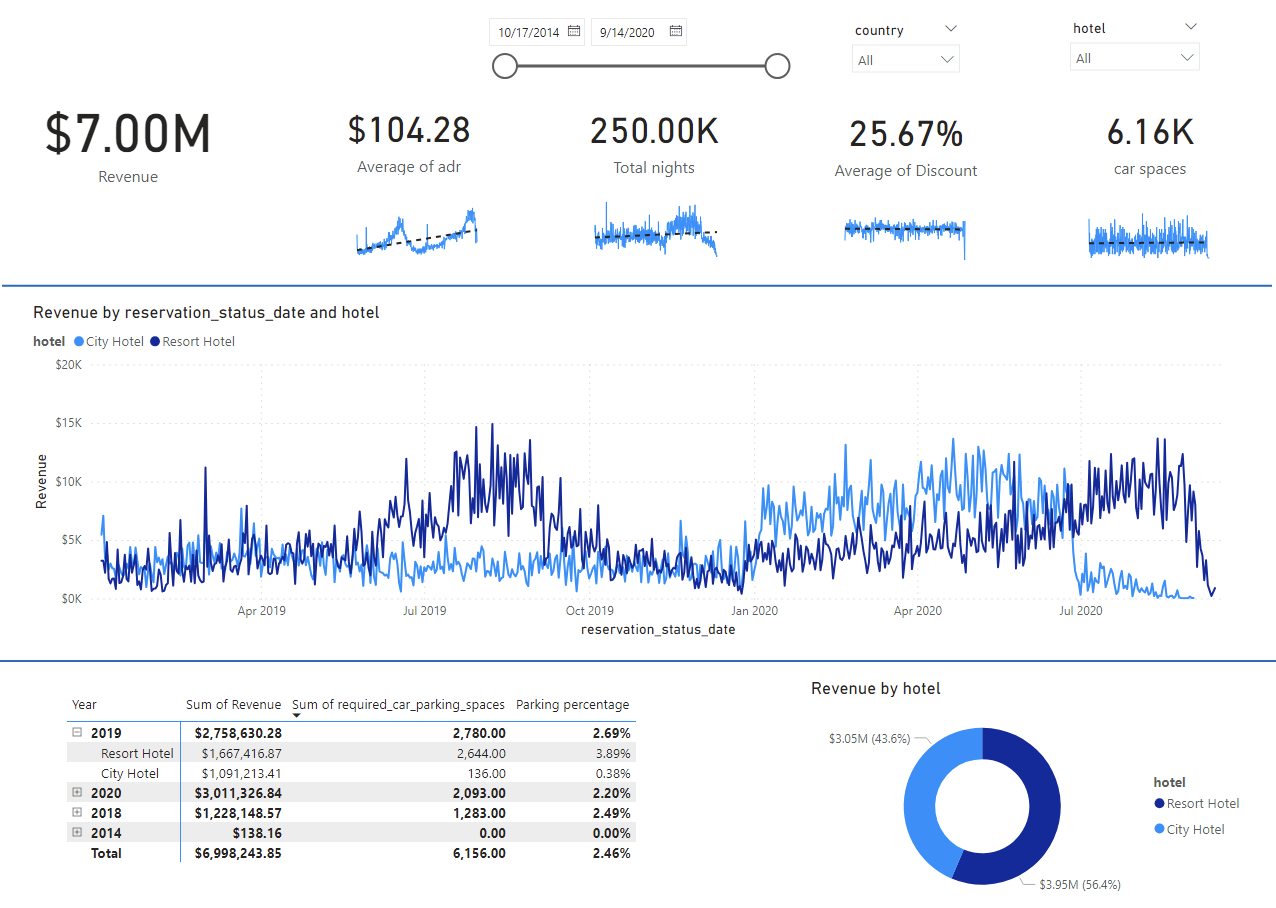 10/17/2014 9/14/2020
country
All
hotel
All
$7.00M
Revenue
$104.28
Average of adr
250.00K
Total nights
25.67%
Average of Discount
6.16K
car spaces
Revenue by reservation_status_date and hotel
hotel City Hotel Resort Hotel
$20K
$15K
$10K
$5K
$0K
Revenue
Apr 2019 Jul 2019 Oct 2019 Jan 2020 Apr 2020 Jul 2020
reservation_status_date
Year Sum of Revenue Sum of required_car_parking_spaces Parking percentage
2019 $2,758,630.28 2,780.00 2.69%
Resort Hotel $1,667,416.87 2,644.00 3.89%
City Hotel $1,091,213.41 136.00 0.38%
2020 $3,011,326.84 2,093.00 2.20%
2018 $1,228,148.57 1,283.00 2.49%
2014 $138.16 0.00 0.00%
Total $6,998,243.85 6,156.00 2.46%
Revenue by hotel
$3.05M (43.6%)
$3.95M (56.4%)
hotel
Resort Hotel
City Hotel